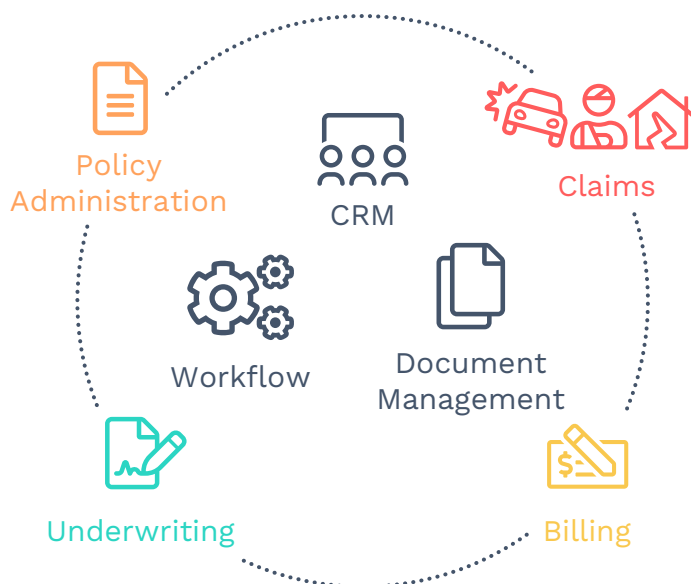 Policy
Administration
Claims
CRM
Workflow
Document
Management
$
Underwriting
Billing